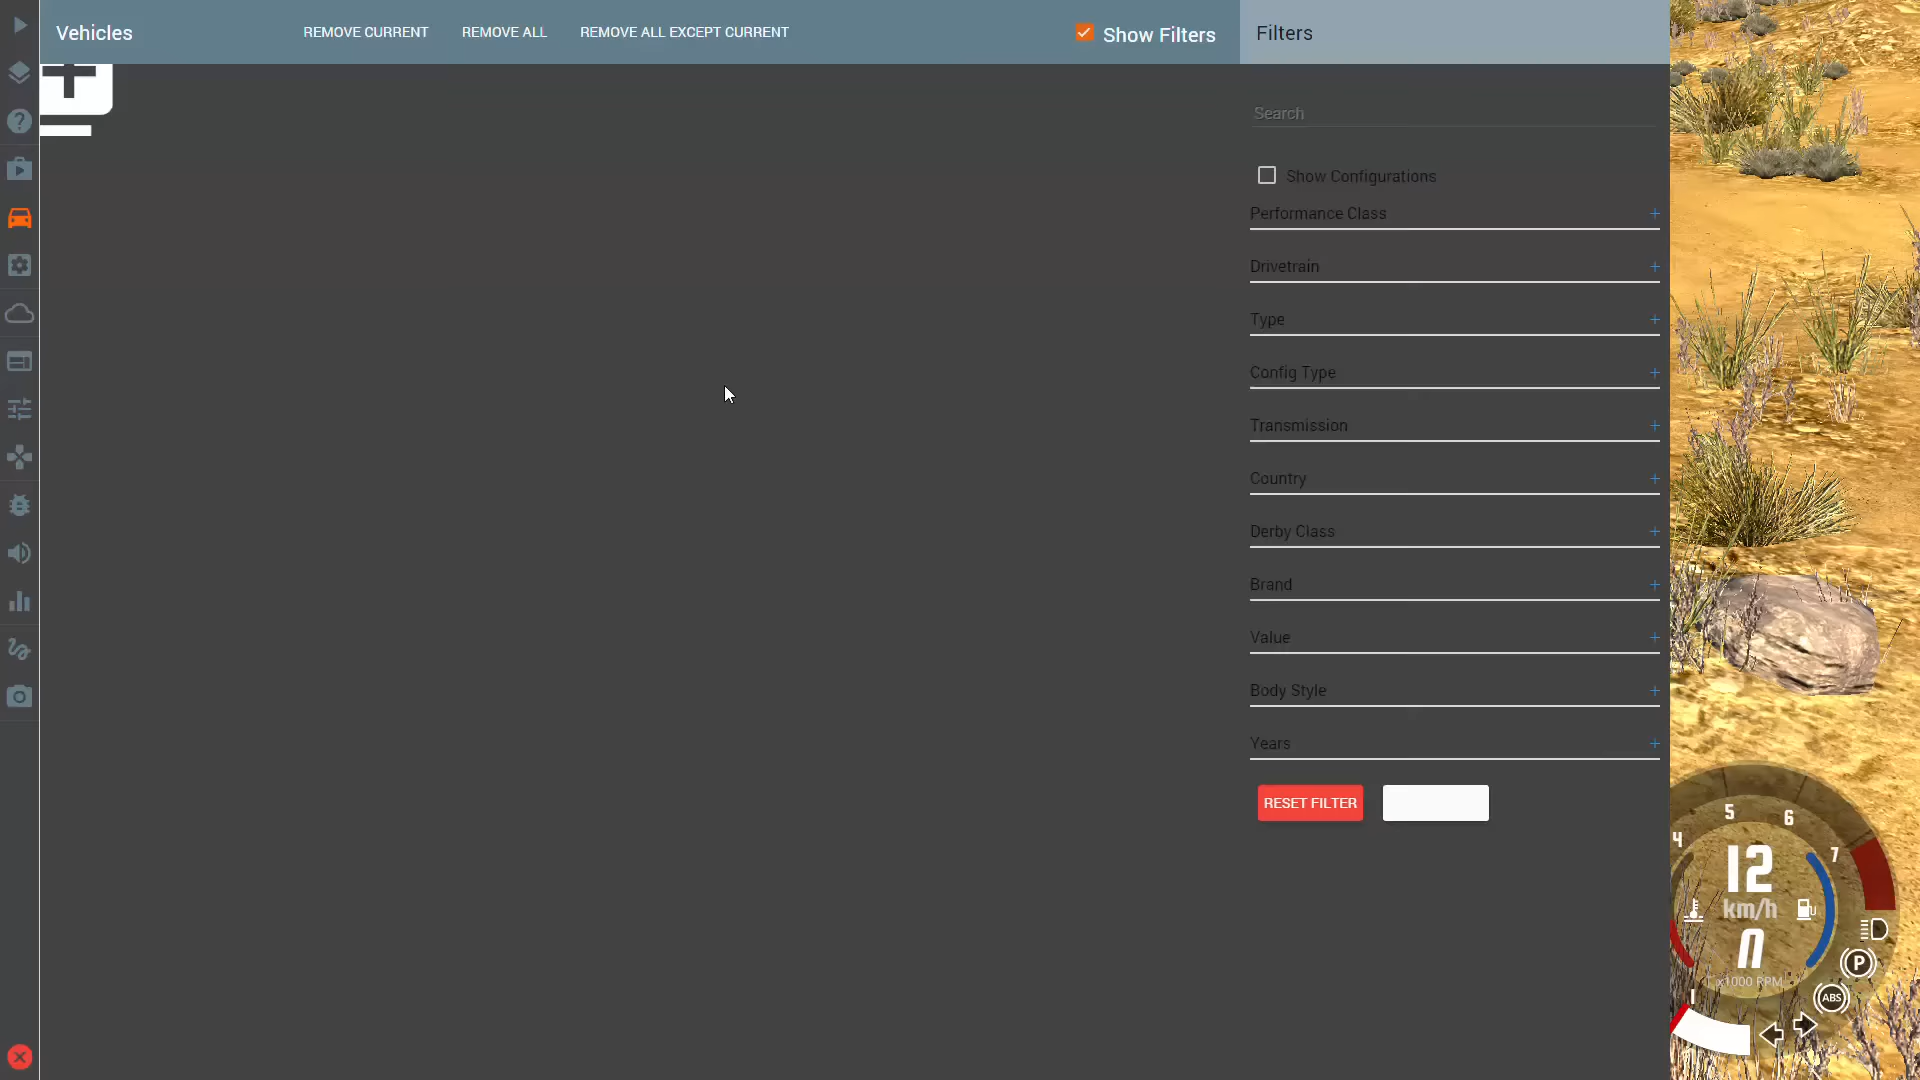 Vehicles
REMOVE CURRENT
REMOVE ALL
REMOVE ALL EXCEPT CURRENT
Show Filters
Filters
Search
Show Configurations
Performance Class +
Drivetrain +
Type +
Config Type +
Transmission +
Country +
Derby Class +
Brand +
Value +
Body Style +
Years +
RESET FILTER
4
5
6
7
12
km/h
n
x1000 RPM
P
ABS